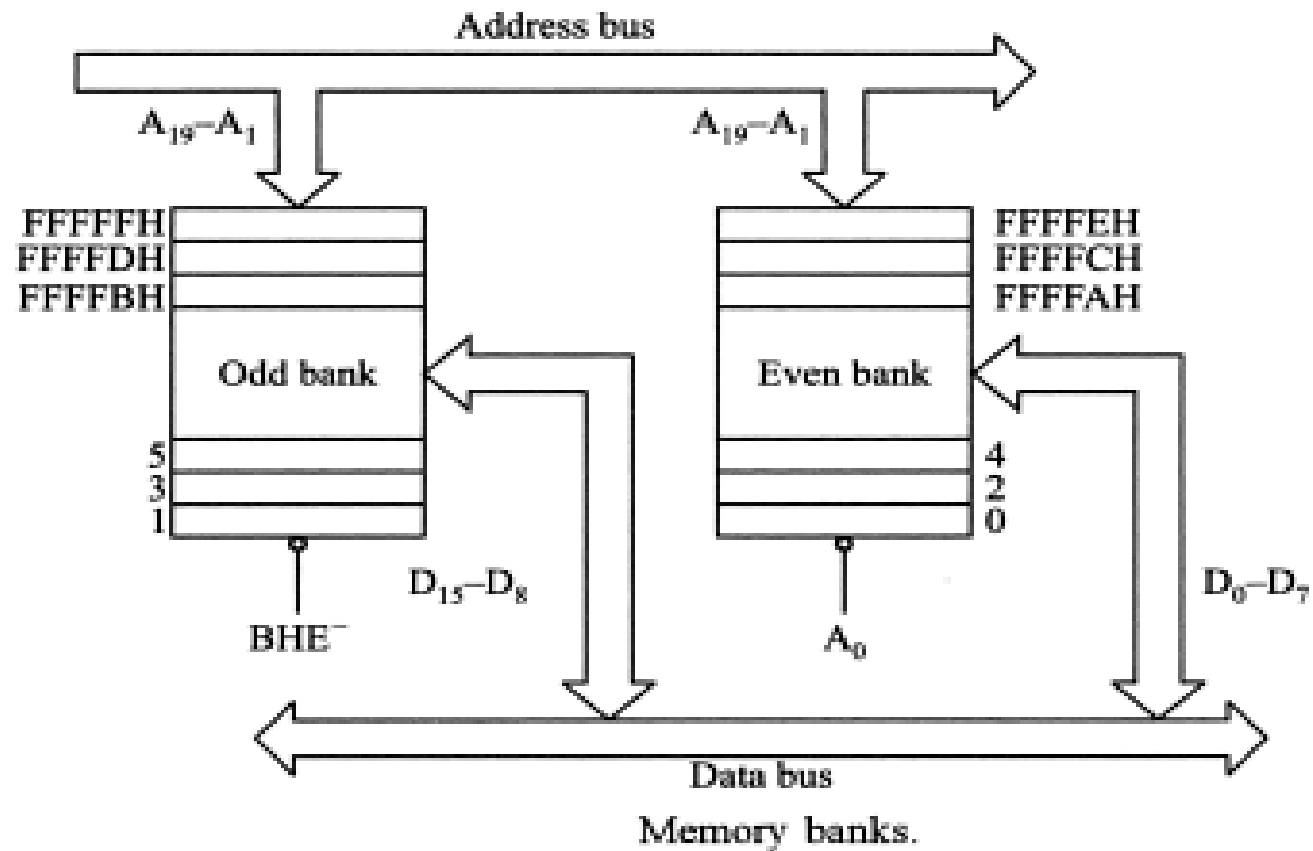 Address bus
A₁₉–A₁ A₁₉–A₁
FFFFFH FFFFEH
FFFFDH FFFFCH
FFFFBH FFFFAH
Odd bank Even bank
5 4
3 2
1 0
D₁₅–D₈ D₀–D₇
BHE⁻ A₀
Data bus
Memory banks.